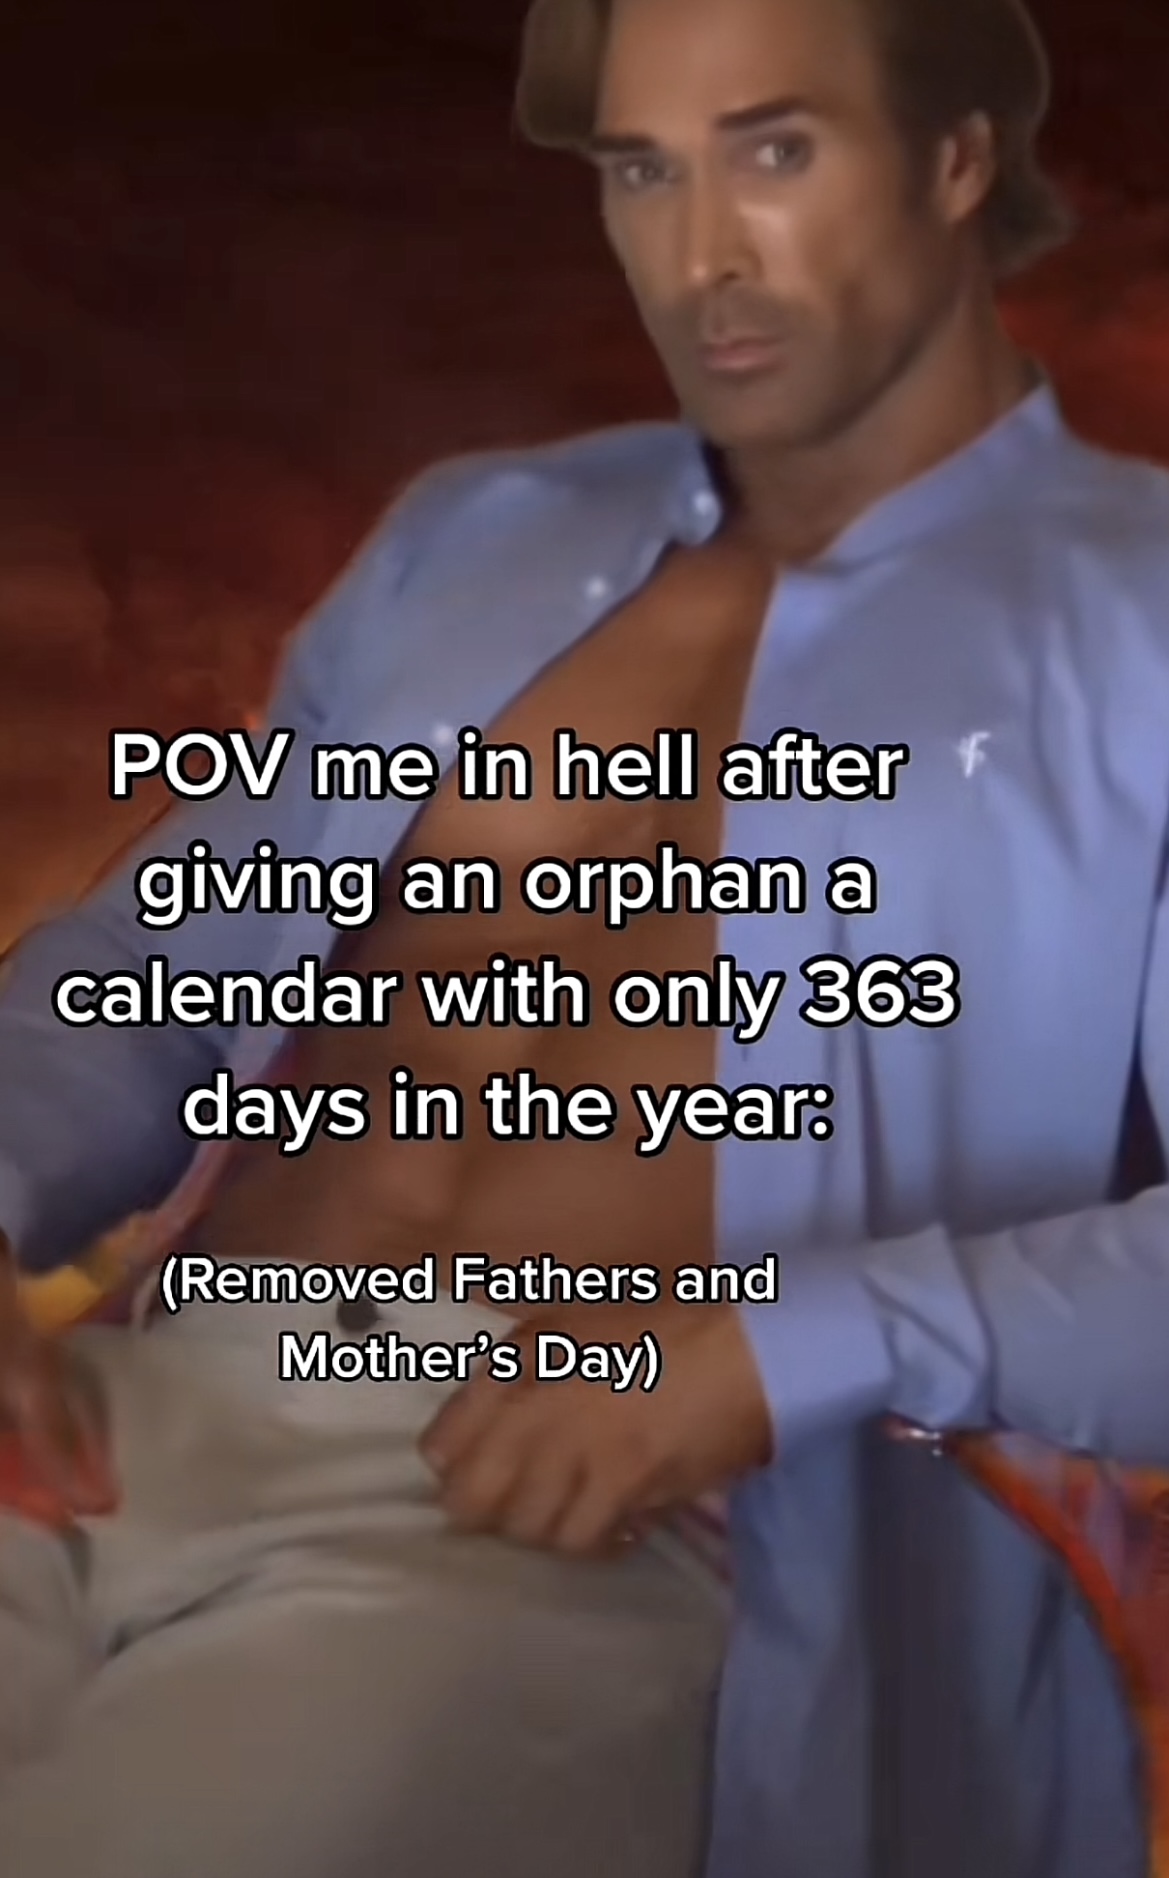 POV me in hell after
giving an orphan a
calendar with only 363
days in the year:
(Removed Fathers and
Mother's Day)